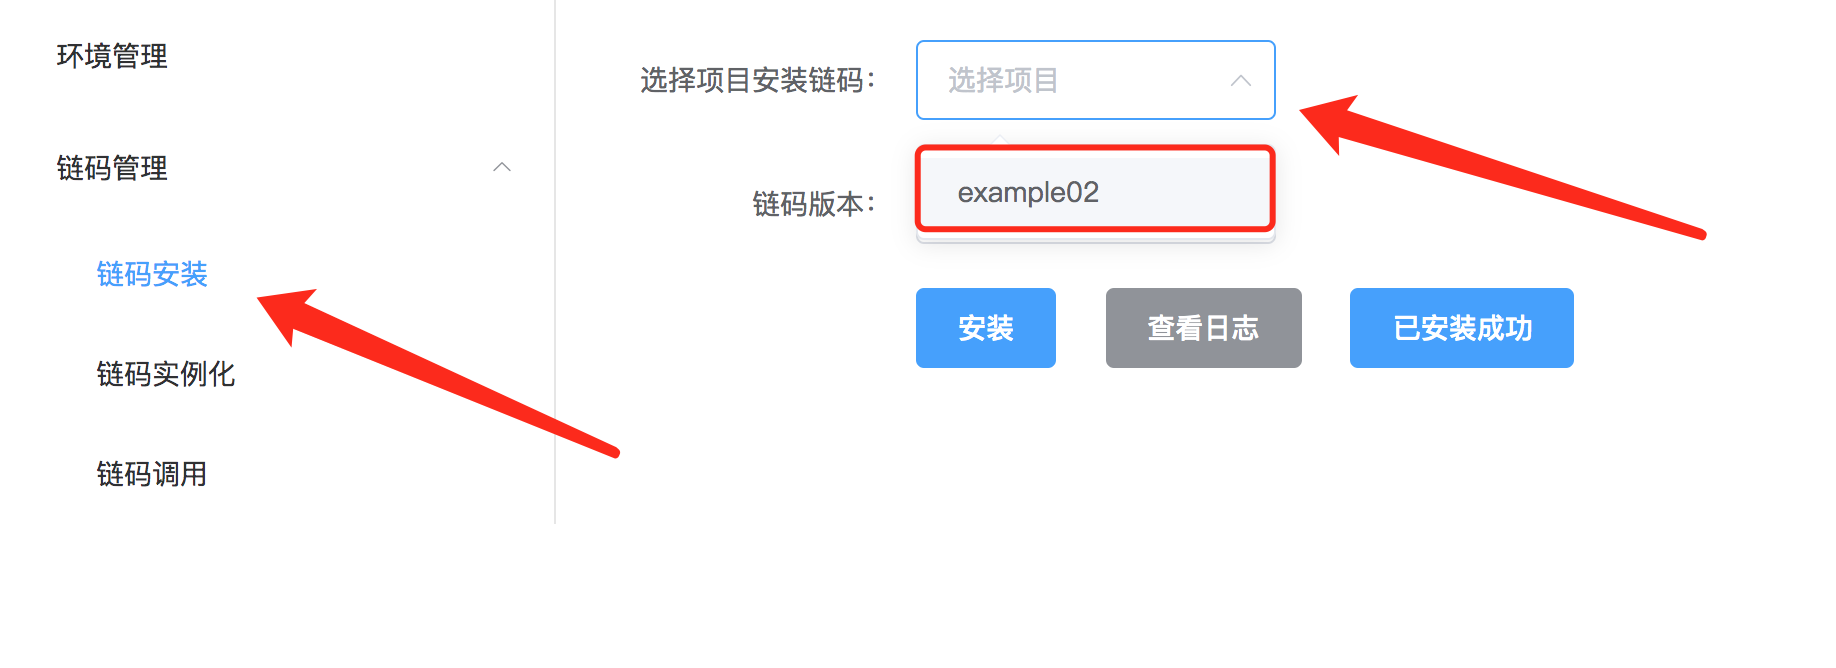 环境管理
链码管理
链码安装
链码实例化
链码调用
选择项目安装链码：
选择项目
example02
链码版本：
安装
查看日志
已安装成功